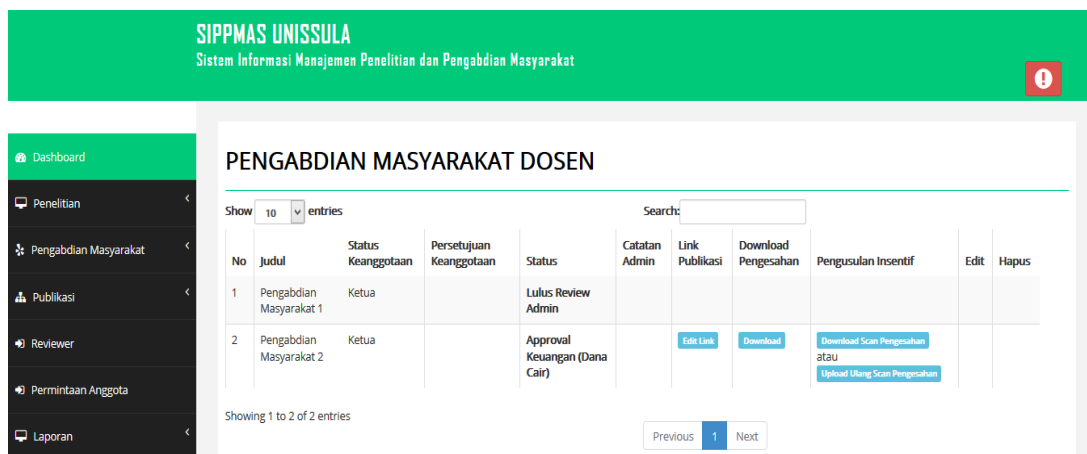 SIPPMAS UNISSULA
Sistem Informasi Manajemen Penelitian dan Pengabdian Masyarakat
Dashboard
Penelitian
Pengabdian Masyarakat
Publikasi
Reviewer
Permintaan Anggota
Laporan
PENGABDIAN MASYARAKAT DOSEN
Show 10 entries
Search:
No Judul Status Keanggotaan Persetujuan Keanggotaan Status Catatan Admin Link Publikasi Download Pengesahan Pengusulan Insentif Edit Hapus
1 Pengabdian Masyarakat 1 Ketua Lulus Review Admin
2 Pengabdian Masyarakat 2 Ketua Approval Keuangan (Dana Cair) Edit Link Download Download Scan Pengesahan
atau
Upload Ulang Scan Pengesahan
Showing 1 to 2 of 2 entries
Previous 1 Next